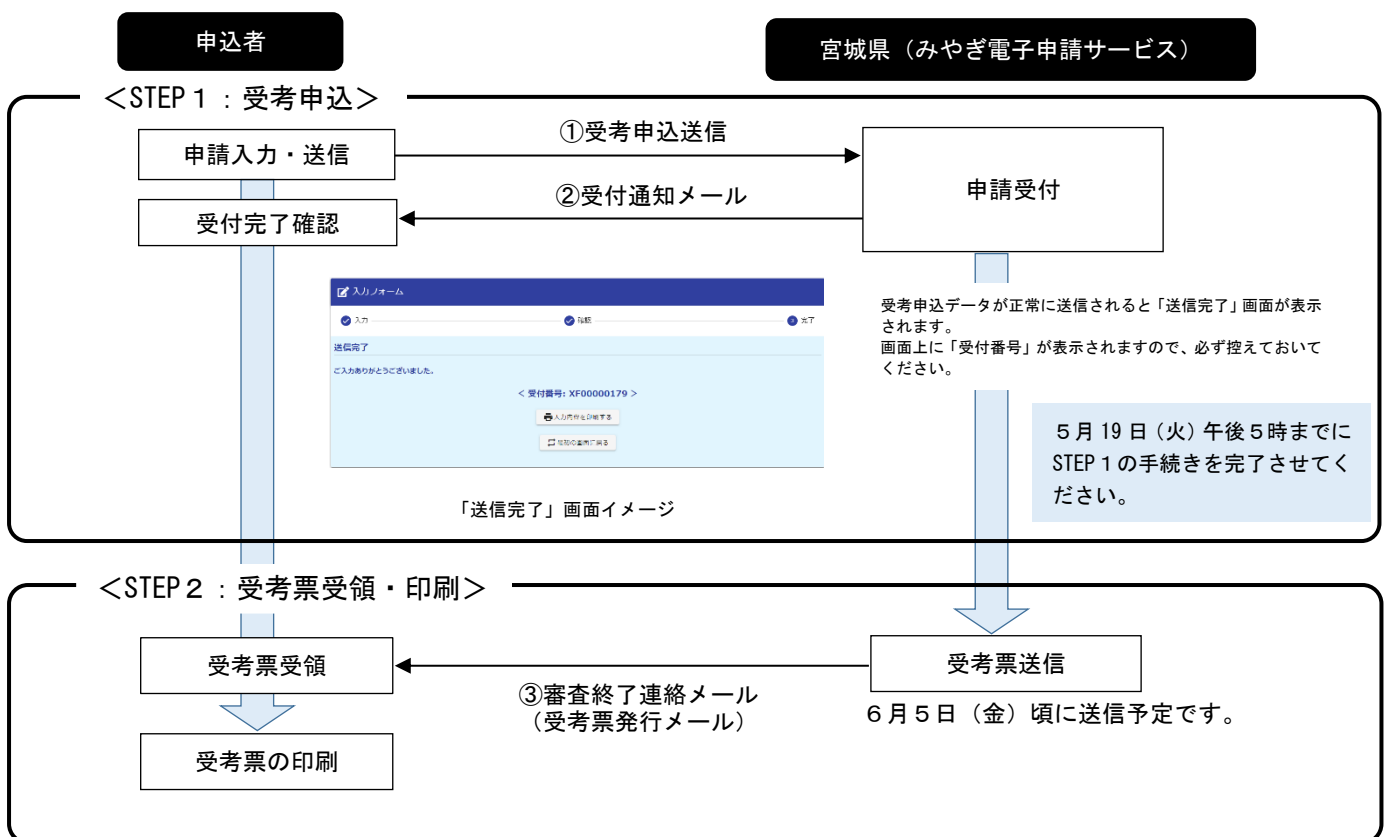 申込者
宮城県（みやぎ電子申請サービス）
＜STEP１：受考申込＞
申請入力・送信
①受考申込送信
申請受付
②受付通知メール
受付完了確認
入力フォーム
入力
確認
完了
送信完了
ご入力ありがとうございました。
< 受付番号: XF00000179 >
入力内容を印刷する
「送信完了」画面イメージ
受考申込データが正常に送信されると「送信完了」画面が表示
されます。
画面上に「受付番号」が表示されますので、必ず控えておいて
ください。
５月19日（火）午後５時までに
STEP１の手続きを完了させてく
ださい。
＜STEP２：受考票受領・印刷＞
受考票受領
③審査終了連絡メール
（受考票発行メール）
受考票送信
６月５日（金）頃に送信予定です。
受考票の印刷